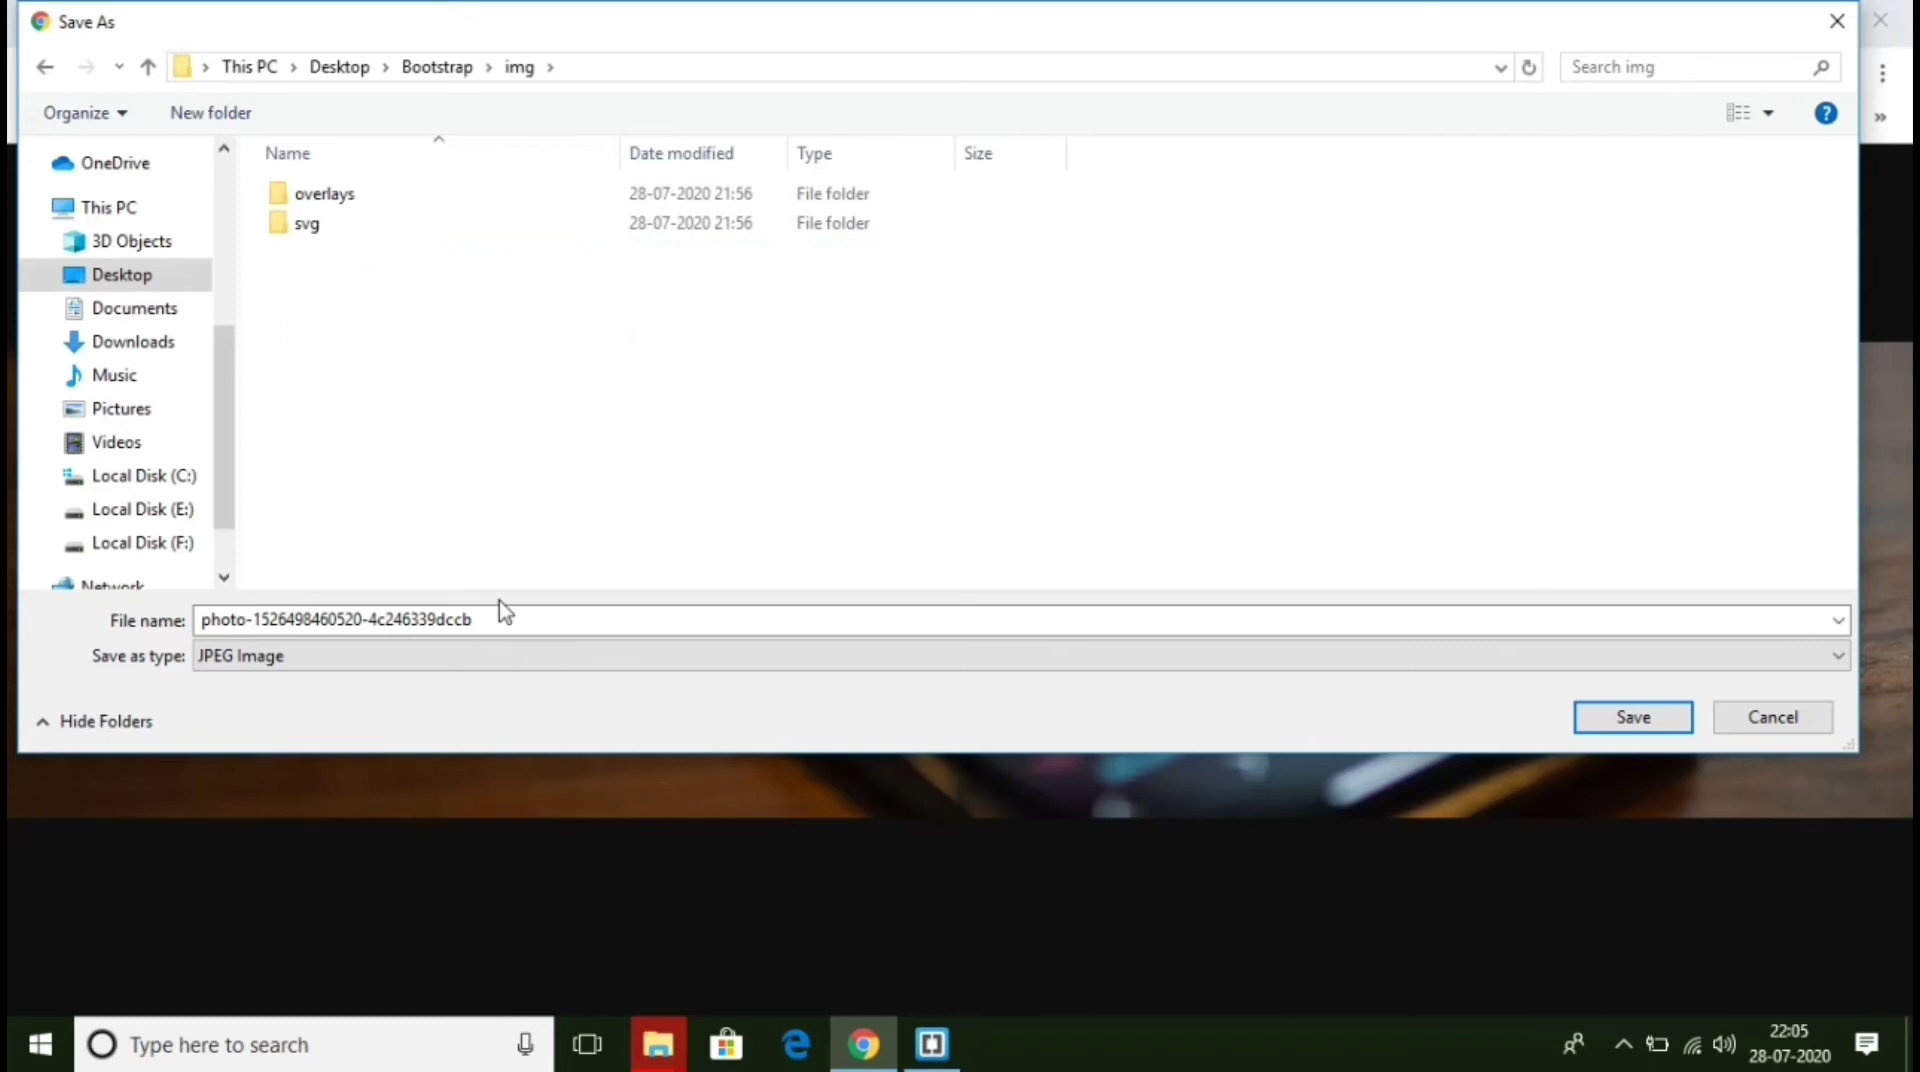 Save As
This PC > Desktop > Bootstrap > img >
Search img
Organize
New folder
Name
Date modified
Type
Size
overlays
28-07-2020 21:56
File folder
svg
28-07-2020 21:56
File folder
OneDrive
This PC
3D Objects
Desktop
Documents
Downloads
Music
Pictures
Videos
Local Disk (C:)
Local Disk (E:)
Local Disk (F:)
Network
File name: photo-1526498460520-4c246339dccb
Save as type: JPEG Image
Hide Folders
Save
Cancel
Type here to search
22:05
28-07-2020